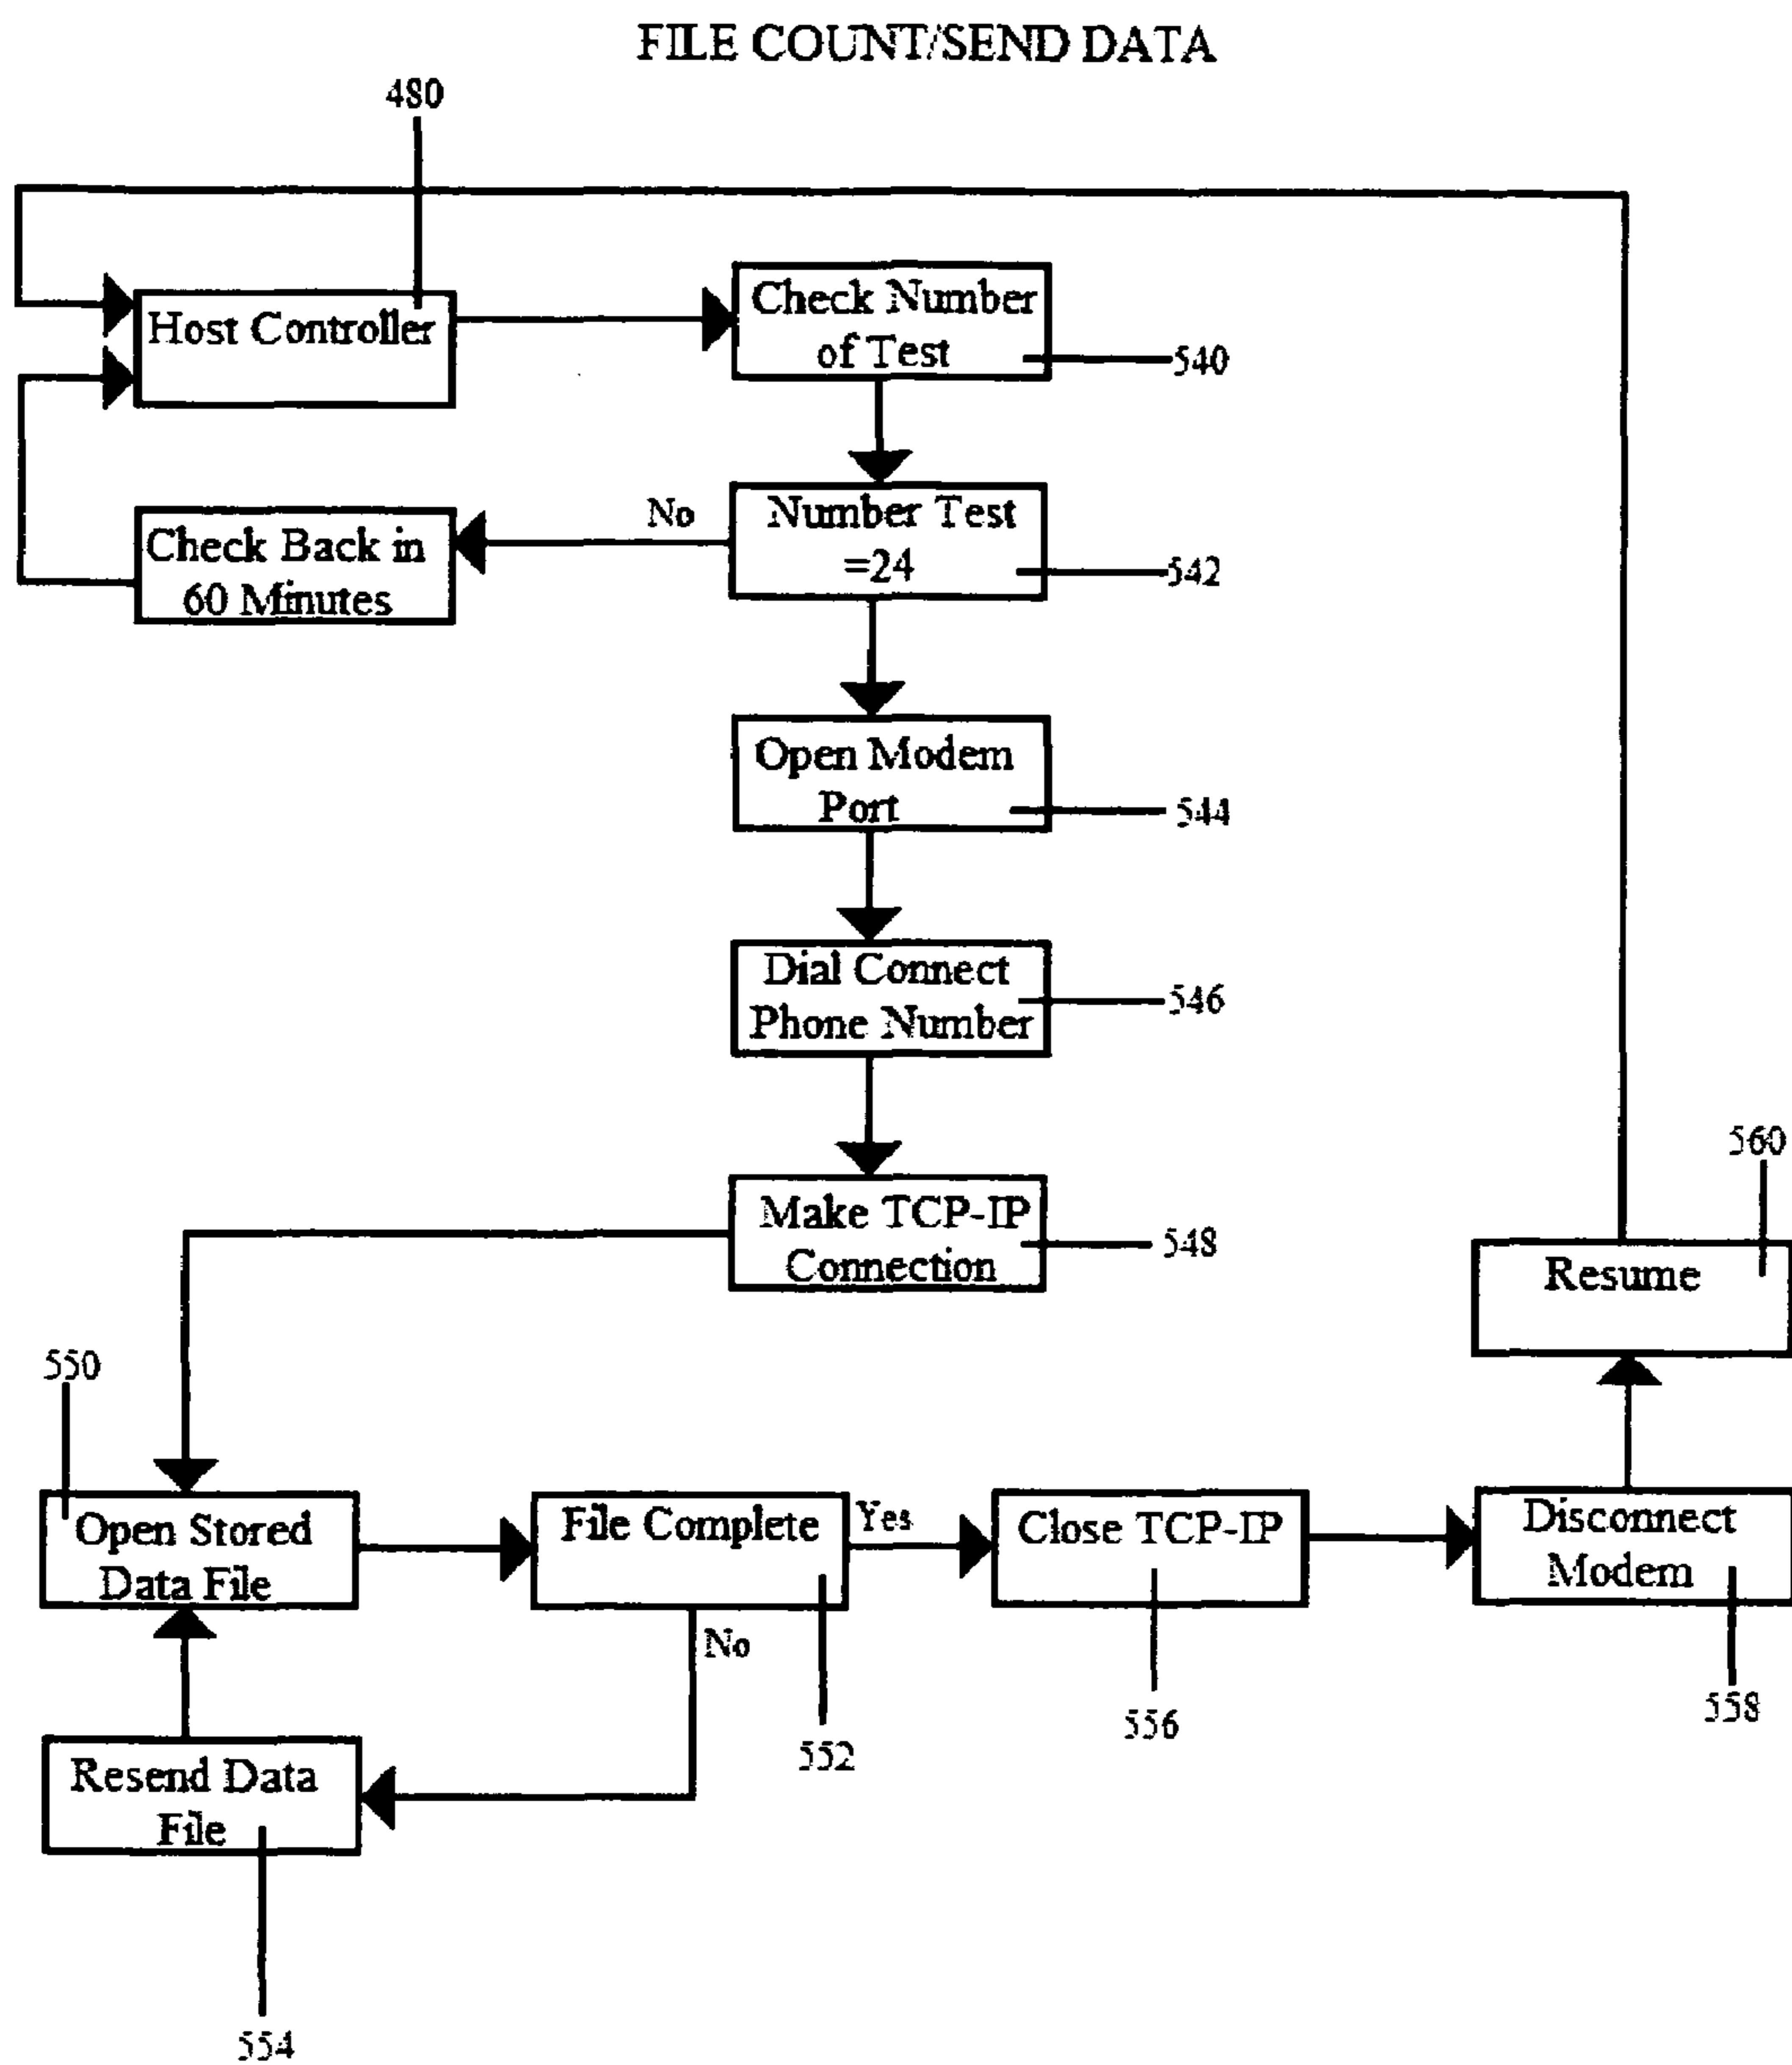 FILE COUNT/SEND DATA
480
Host Controller
Check Number
of Test
540
Number Test
=24
542
No
Check Back in
60 Minutes
Open Modem
Port
544
Dial Connect
Phone Number
546
Make TCP-IP
Connection
548
560
Resume
550
Open Stored
Data File
File Complete
Yes
No
552
Close TCP-IP
556
Disconnect
Modem
558
Resend Data
File
554